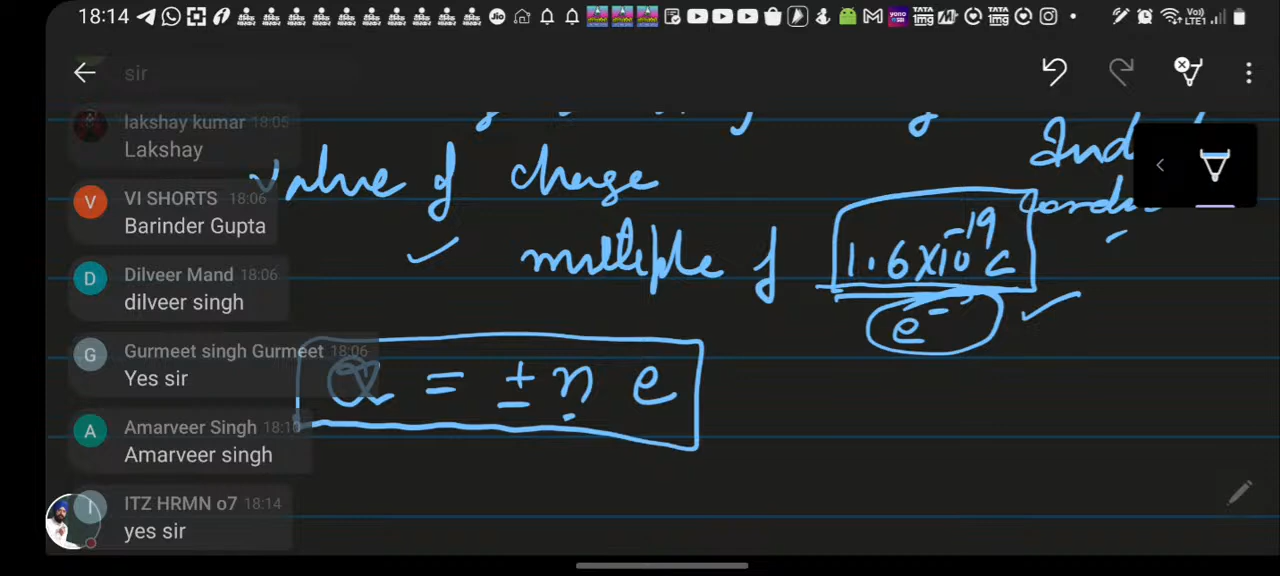 18:14
sir
lakshay kumar 18:05
Lakshay
VI SHORTS 18:06
Barinder Gupta
Dilveer Mand 18:06
dilveer singh
Gurmeet singh Gurmeet 18:06
Yes sir
Amarveer Singh
Amarveer singh
ITZ HRMN o7 18:14
yes sir
value of charge
multiple of 1.6×10⁻¹⁹ C
e⁻
Q = ± n e